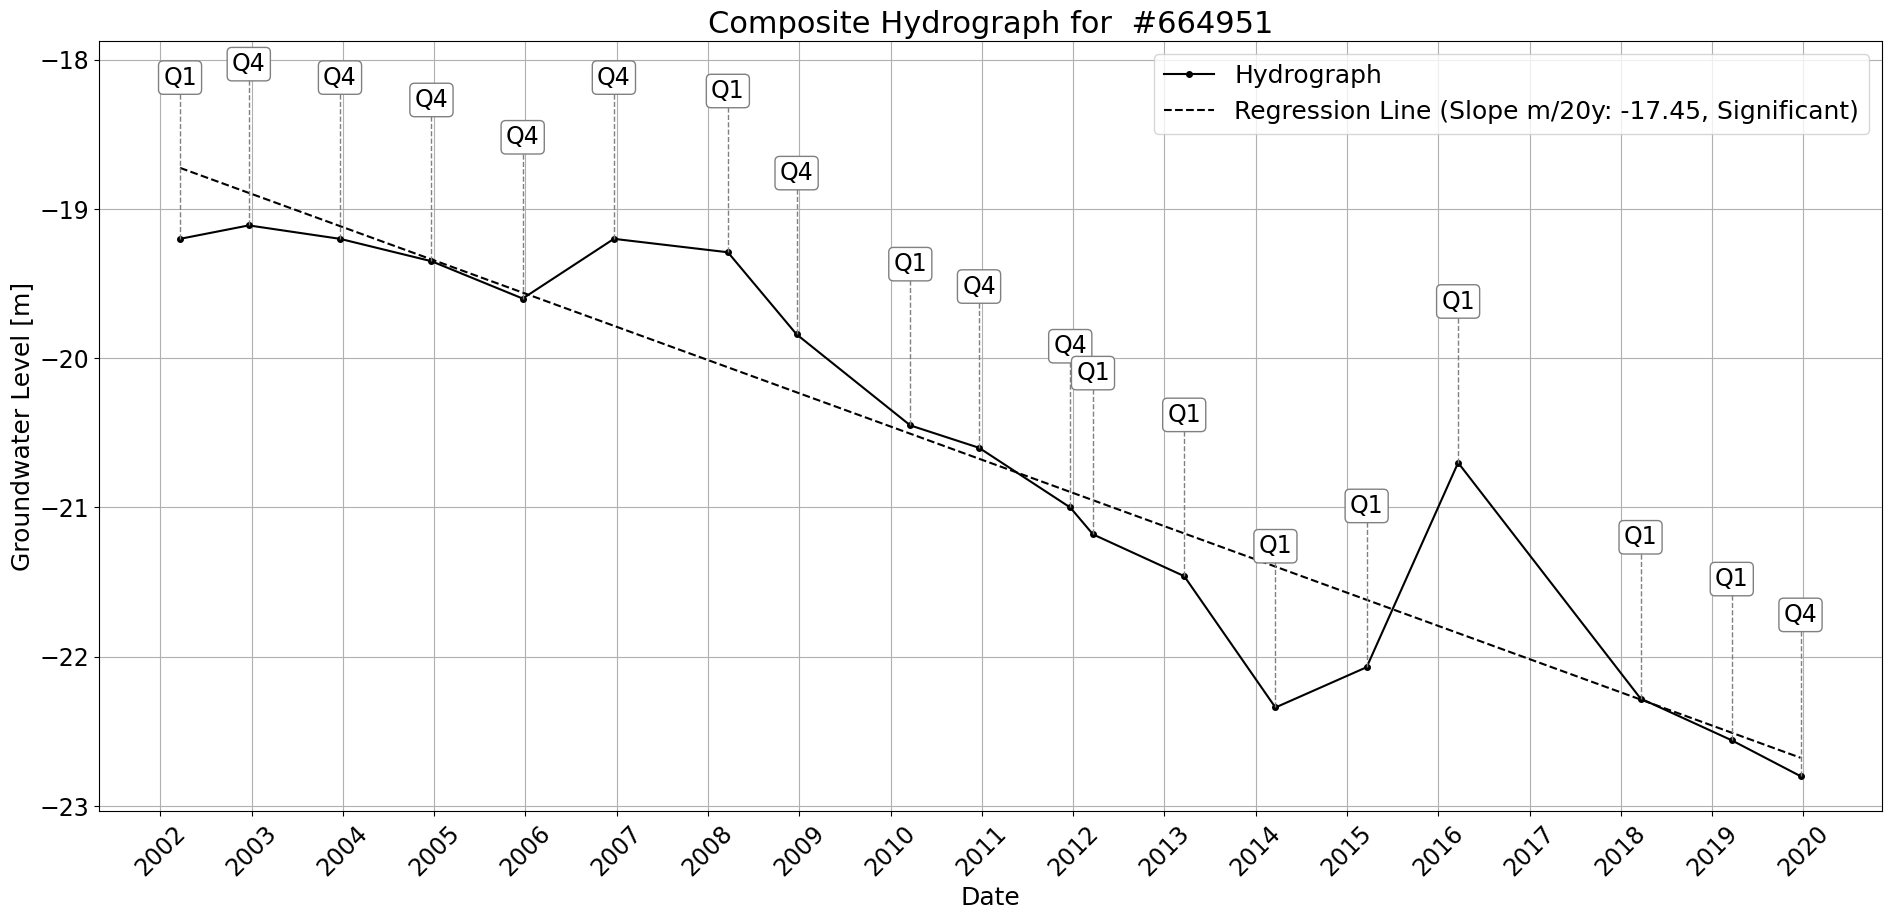 Composite Hydrograph for #664951
Hydrograph
Regression Line (Slope m/20y: -17.45, Significant)
Groundwater Level [m]
−18
−19
−20
−21
−22
−23
Q1
Q4
Q4
Q4
Q4
Q4
Q1
Q4
Q1
Q4
Q4
Q1
Q1
Q1
Q1
Q1
Q1
Q1
Q4
2002
2003
2004
2005
2006
2007
2008
2009
2010
2011
2012
2013
2014
2015
2016
2017
2018
2019
2020
Date